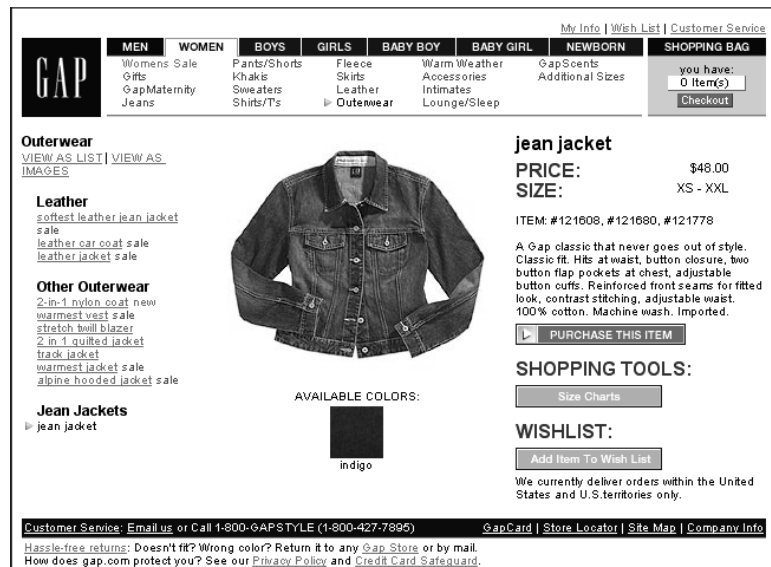 My Info | Wish List | Customer Service
GAP
MEN WOMEN BOYS GIRLS BABY BOY BABY GIRL NEWBORN SHOPPING BAG
Womens Sale Pants/Shorts Fleece Warm Weather GapScents
Gifts Khakis Skirts Accessories Additional Sizes
GapMaternity Sweaters Leather Intimates
Jeans Shirts/T's Outerwear Lounge/Sleep
you have:
0 Item(s)
Checkout
Outerwear
VIEW AS LIST | VIEW AS
IMAGES
Leather
softest leather jean jacket
sale
leather car coat sale
leather jacket sale
Other Outerwear
2-in-1 nylon coat new
warmest vest sale
stretch twill blazer
2 in 1 quilted jacket
track jacket
warmest jacket sale
alpine hooded jacket sale
Jean Jackets
jean jacket
AVAILABLE COLORS:
indigo
jean jacket
PRICE: $48.00
SIZE: XS - XXL
ITEM: #121608, #121680, #121778
A Gap classic that never goes out of style.
Classic fit. Hits at waist, button closure, two
button flap pockets at chest, adjustable
button cuffs. Reinforced front seams for fitted
look, contrast stitching, adjustable waist.
100% cotton. Machine wash. Imported.
PURCHASE THIS ITEM
SHOPPING TOOLS:
Size Charts
WISHLIST:
Add Item To Wish List
We currently deliver orders within the United
States and U.S.territories only.
Customer Service: Email us or Call 1-800-GAPSTYLE (1-800-427-7895) GapCard | Store Locator | Site Map | Company Info
Hassle-free returns: Doesn't fit? Wrong color? Return it to any Gap Store or by mail.
How does gap.com protect you? See our Privacy Policy and Credit Card Safeguard.